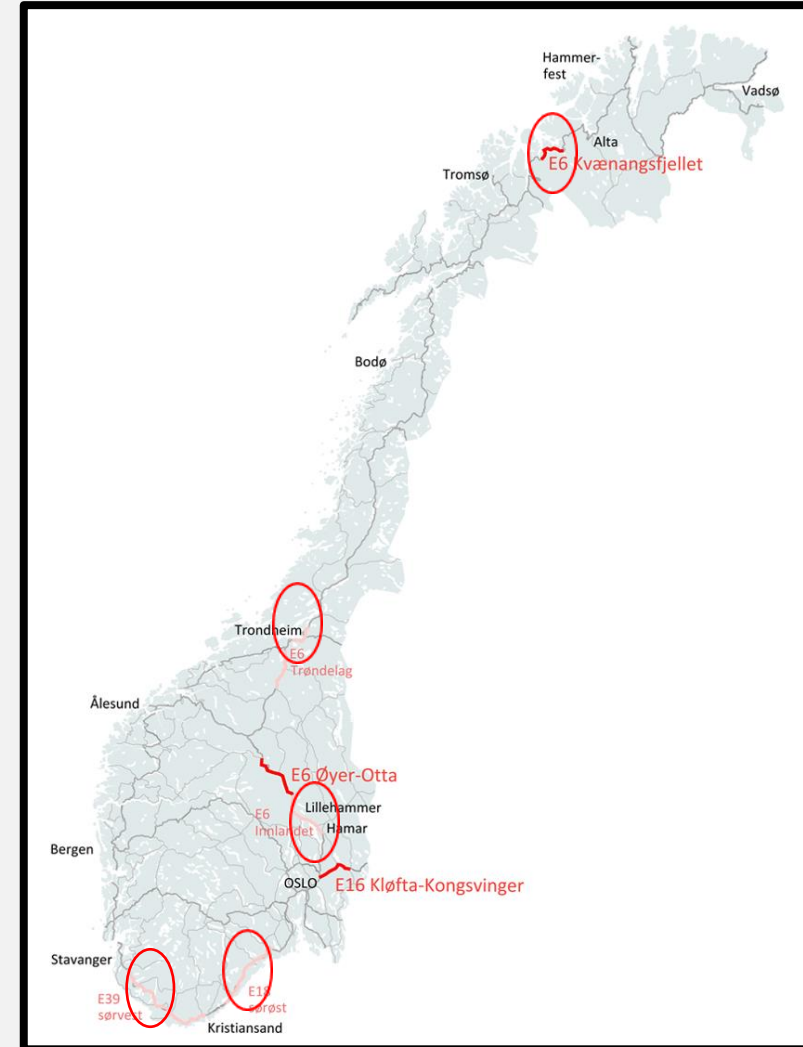 Hammer-
fest
Vadsø
Alta
E6 Kvænangsfjellet
Tromsø
Bodø
Trondheim
E6
Trøndelag
Ålesund
E6 Øyer-Otta
Lillehammer
E6
Innlandet
Hamar
Bergen
OSLO
E16 Kløfta-Kongsvinger
Stavanger
E39
sørvest
E18
sørøst
Kristiansand